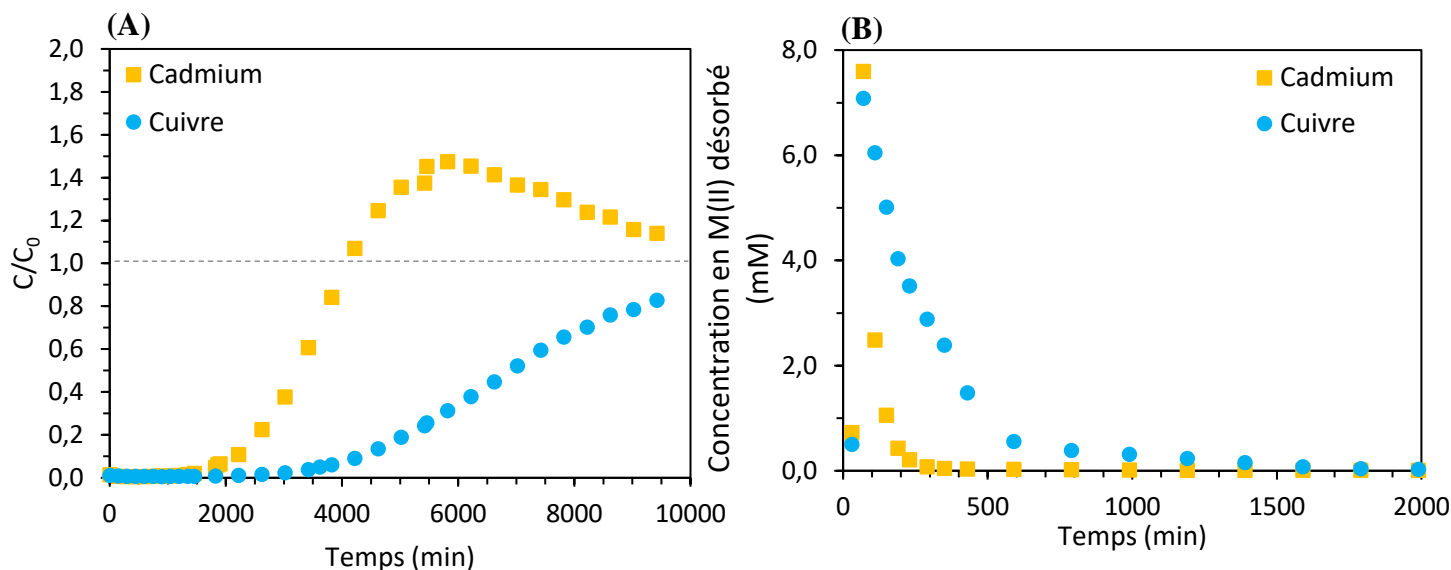 (A)
2,0
1,8
1,6
1,4
1,2
1,0
0,8
0,6
0,4
0,2
0,0
C/C0
Cadmium
Cuivre
0 2000 4000 6000 8000 10000
Temps (min)
(B)
8,0
6,0
4,0
2,0
0,0
Concentration en M(II) désorbé
(mM)
Cadmium
Cuivre
0 500 1000 1500 2000
Temps (min)